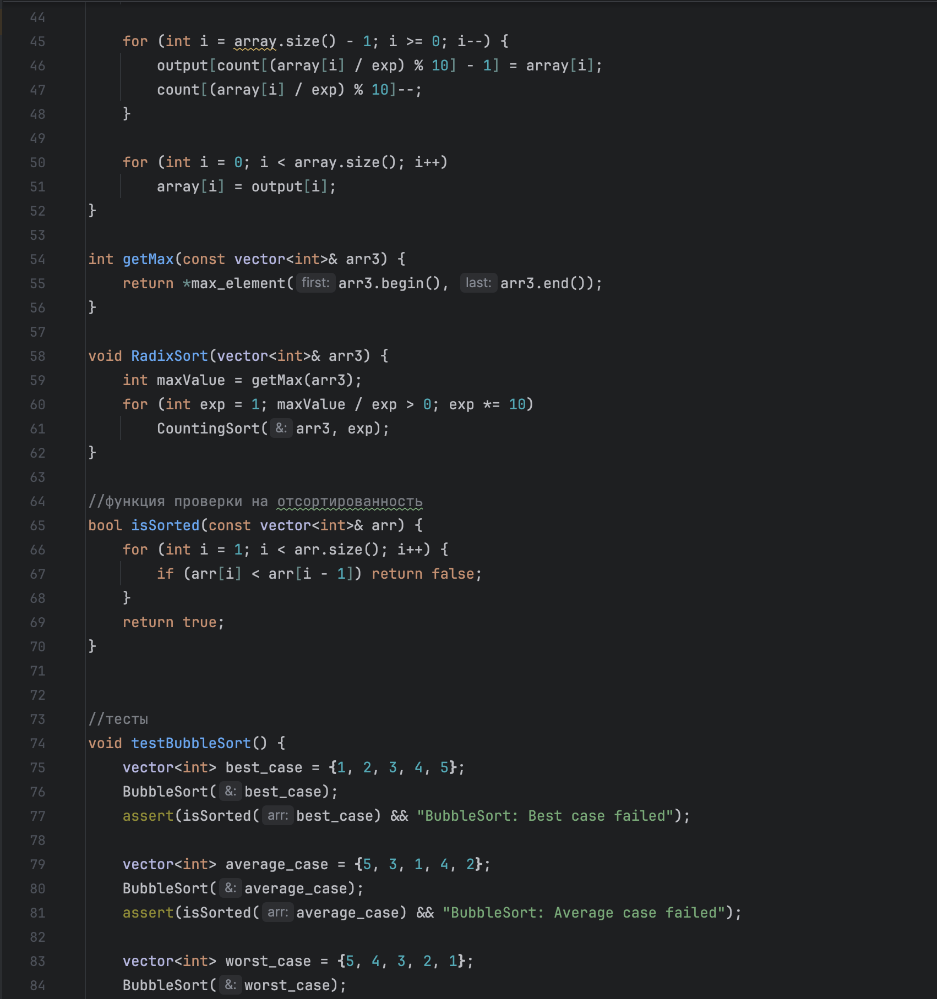 44
45 for (int i = array.size() - 1; i >= 0; i--) {
46 output[count[(array[i] / exp) % 10] - 1] = array[i];
47 count[(array[i] / exp) % 10]--;
48 }
49
50 for (int i = 0; i < array.size(); i++)
51 array[i] = output[i];
52 }
53
54 int getMax(const vector<int>& arr3) {
55 return *max_element( first: arr3.begin(), last: arr3.end());
56 }
57
58 void RadixSort(vector<int>& arr3) {
59 int maxValue = getMax(arr3);
60 for (int exp = 1; maxValue / exp > 0; exp *= 10)
61 CountingSort( &: arr3, exp);
62 }
63
64 //функция проверки на отсортированность
65 bool isSorted(const vector<int>& arr) {
66 for (int i = 1; i < arr.size(); i++) {
67 if (arr[i] < arr[i - 1]) return false;
68 }
69 return true;
70 }
71
72
73 //тесты
74 void testBubbleSort() {
75 vector<int> best_case = {1, 2, 3, 4, 5};
76 BubbleSort( &: best_case);
77 assert(isSorted( arr: best_case) && "BubbleSort: Best case failed");
78
79 vector<int> average_case = {5, 3, 1, 4, 2};
80 BubbleSort( &: average_case);
81 assert(isSorted( arr: average_case) && "BubbleSort: Average case failed");
82
83 vector<int> worst_case = {5, 4, 3, 2, 1};
84 BubbleSort( &: worst_case);